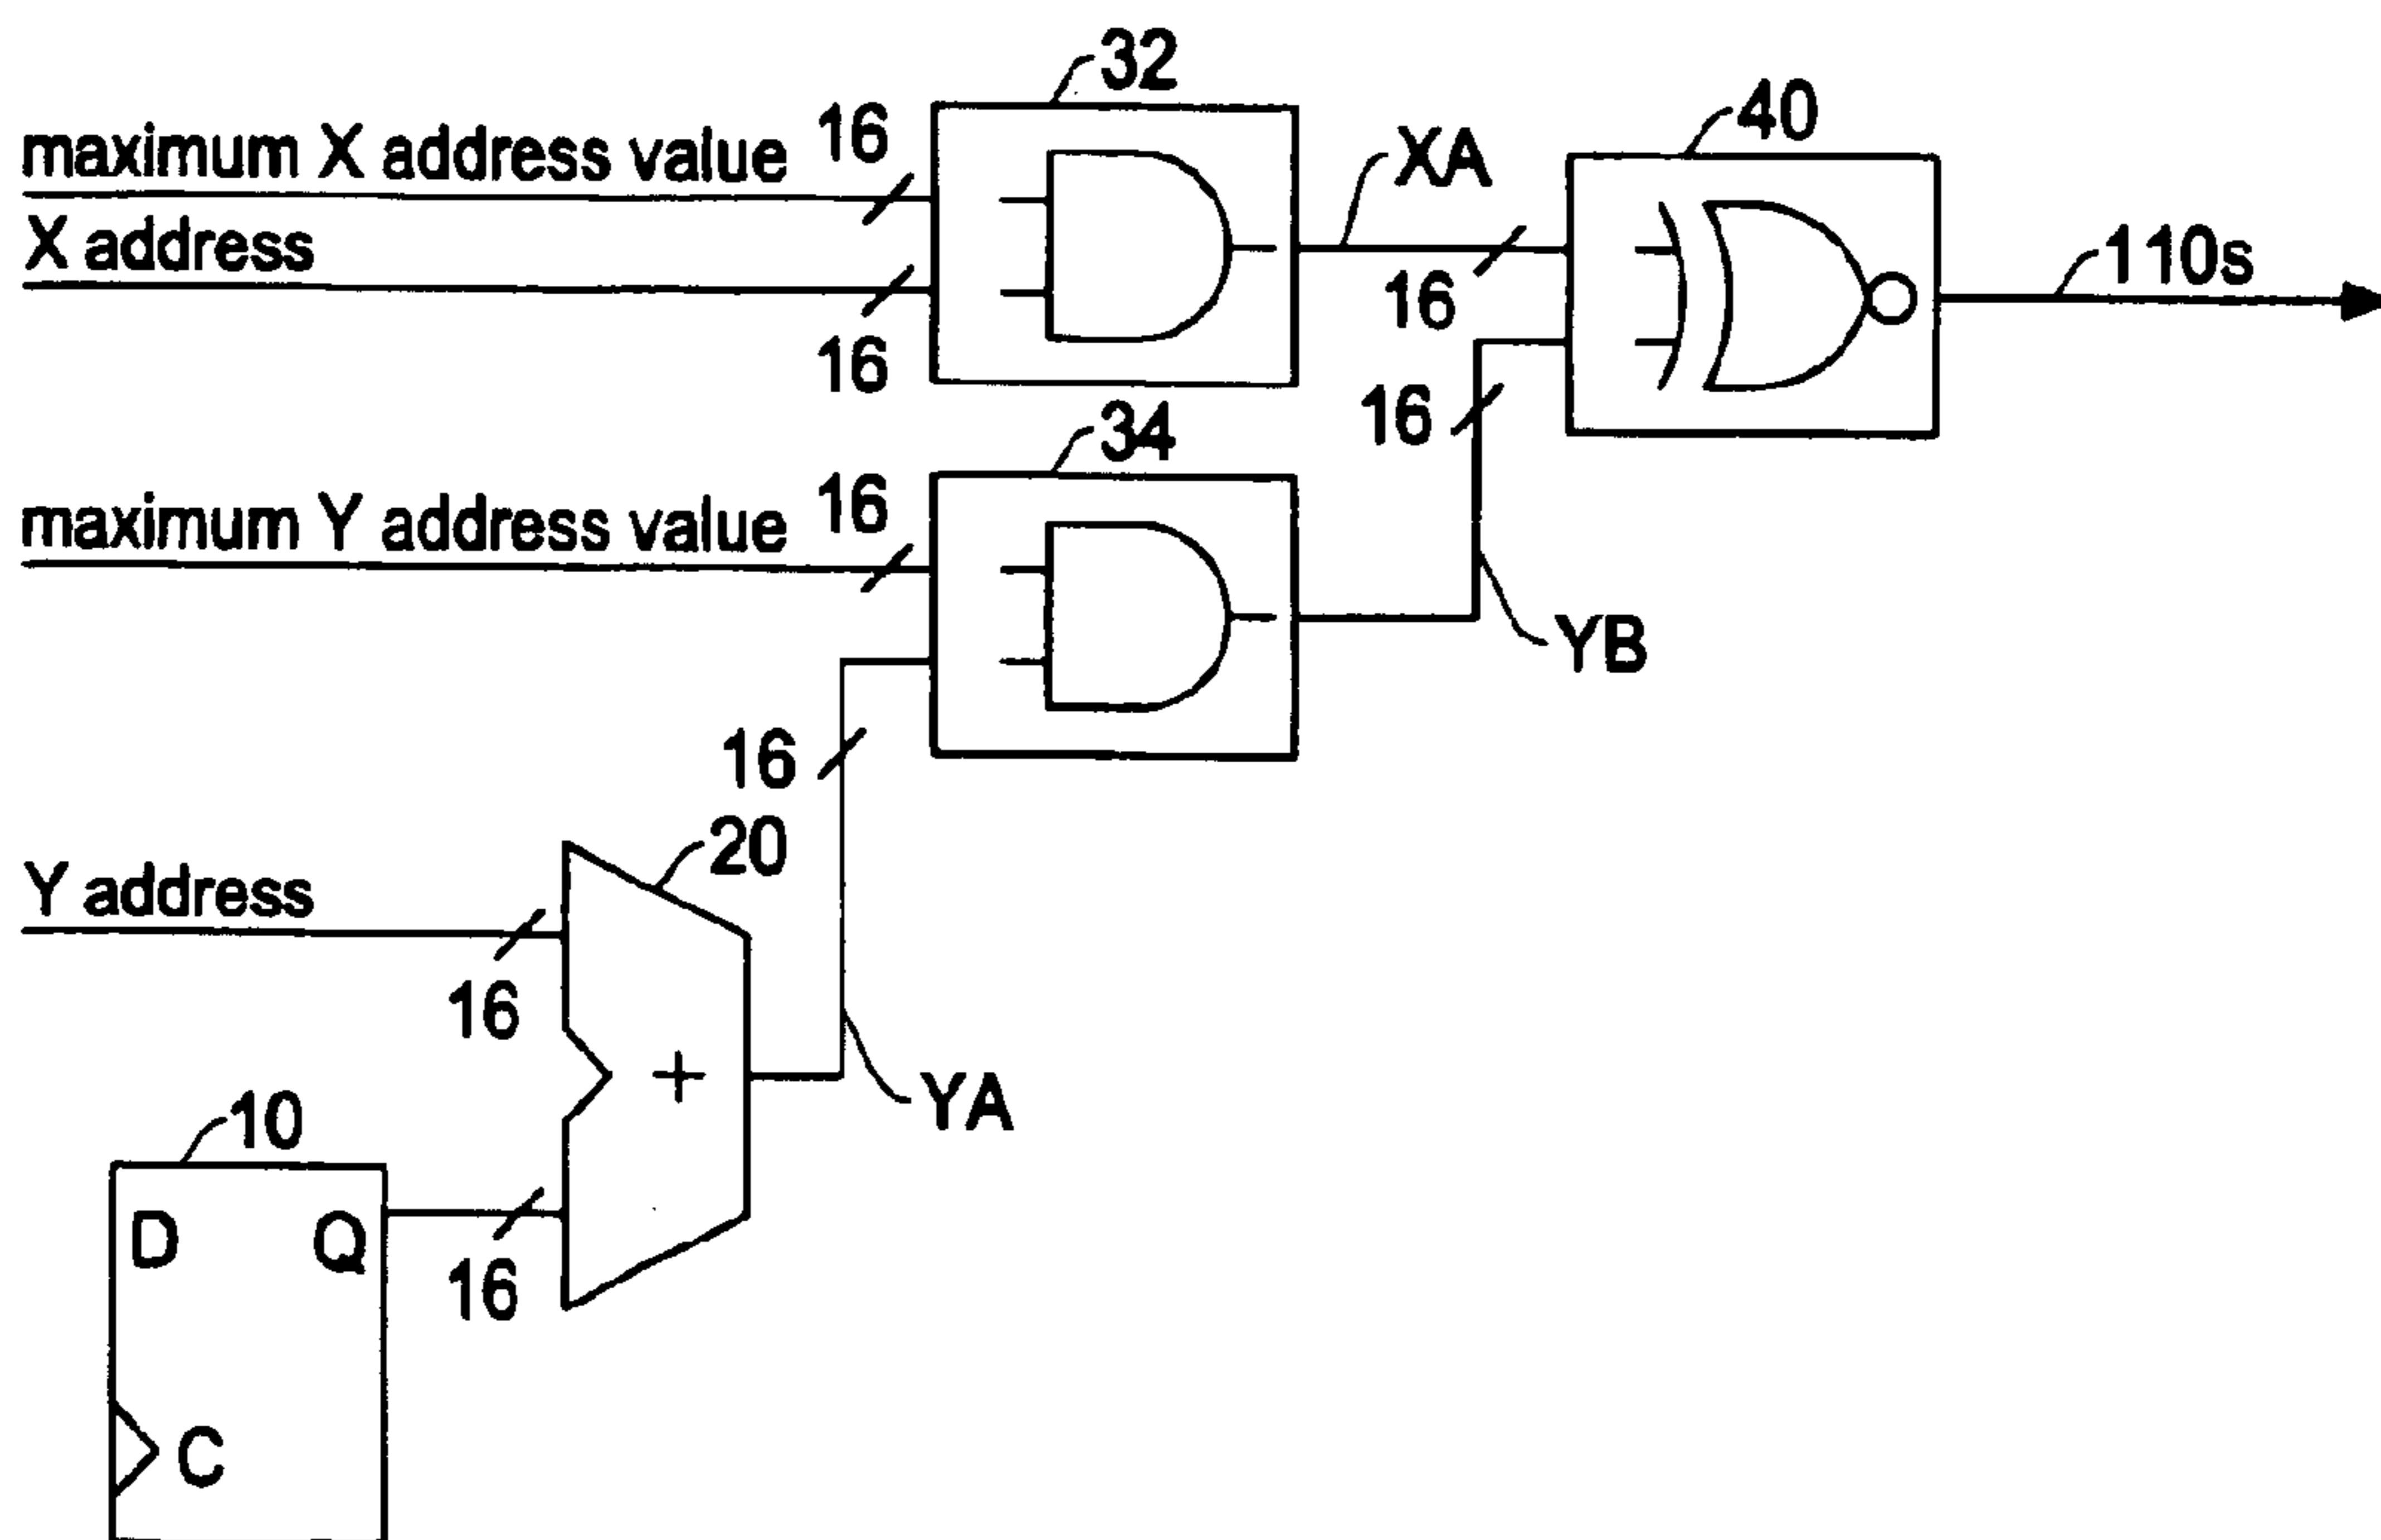 32
40
maximum X address value
16
XA
X address
110s
16
16
34
16
maximum Y address value
16
YB
16
20
Y address
16
YA
10
D
Q
16
C
+